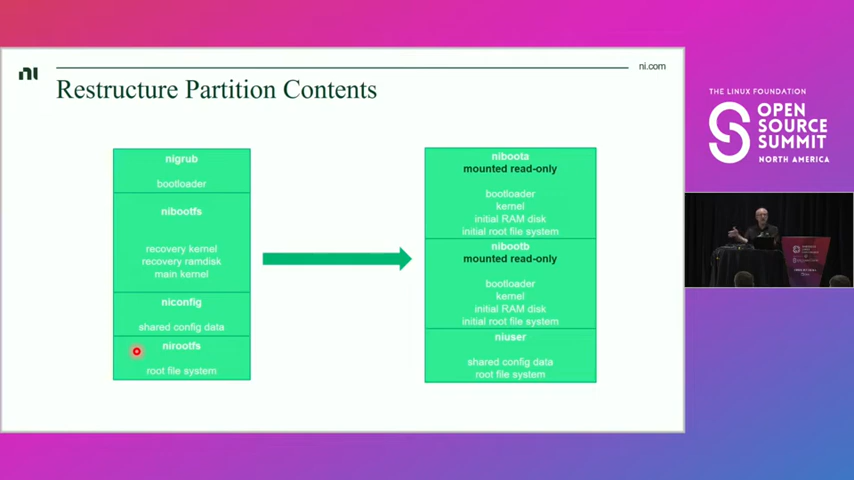 ni
ni.com
Restructure Partition Contents
nigrub
bootloader
nibootfs
recovery kernel
recovery ramdisk
main kernel
niconfig
shared config data
nirootfs
root file system
niboota
mounted read-only
bootloader
kernel
initial RAM disk
initial root file system
nibootb
mounted read-only
bootloader
kernel
initial RAM disk
initial root file system
niuser
shared config data
root file system
THE LINUX FOUNDATION
OPEN
SOURCE
SUMMIT
NORTH AMERICA